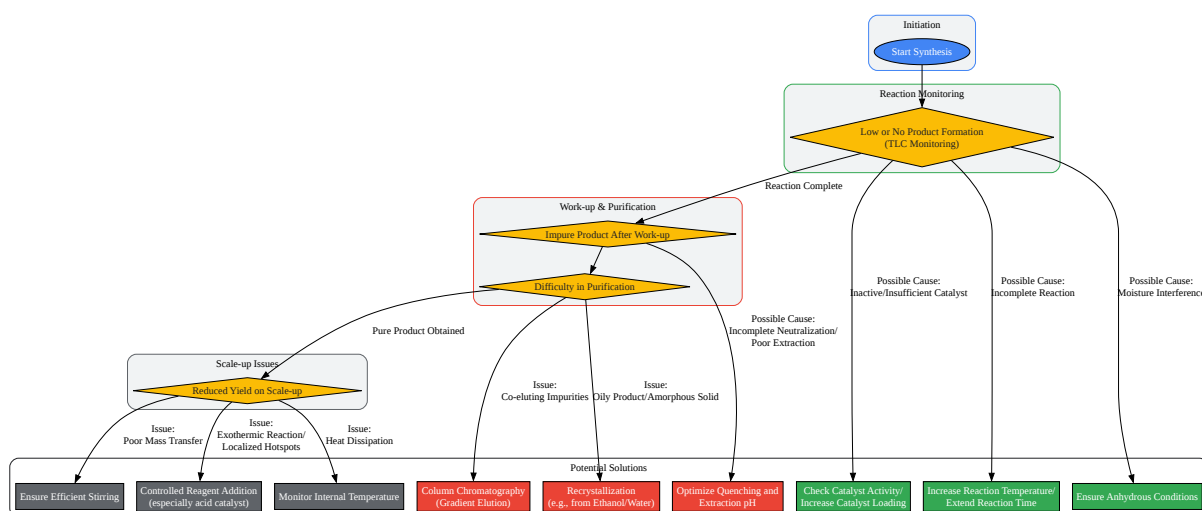 Initiation
Start Synthesis
Reaction Monitoring
Low or No Product Formation
(TLC Monitoring)
Reaction Complete
Work-up & Purification
Impure Product After Work-up
Difficulty in Purification
Possible Cause:
Inactive/Insufficient Catalyst
Possible Cause:
Incomplete Reaction
Possible Cause:
Moisture Interference
Pure Product Obtained
Possible Cause:
Incomplete Neutralization/
Poor Extraction
Scale-up Issues
Reduced Yield on Scale-up
Issue:
Co-eluting Impurities
Issue:
Oily Product/Amorphous Solid
Issue:
Poor Mass Transfer
Issue:
Exothermic Reaction/
Localized Hotspots
Issue:
Heat Dissipation
Potential Solutions
Ensure Efficient Stirring
Controlled Reagent Addition
(especially acid catalyst)
Monitor Internal Temperature
Column Chromatography
(Gradient Elution)
Recrystallization
(e.g., from Ethanol/Water)
Optimize Quenching and
Extraction pH
Check Catalyst Activity/
Increase Catalyst Loading
Increase Reaction Temperature/
Extend Reaction Time
Ensure Anhydrous Conditions